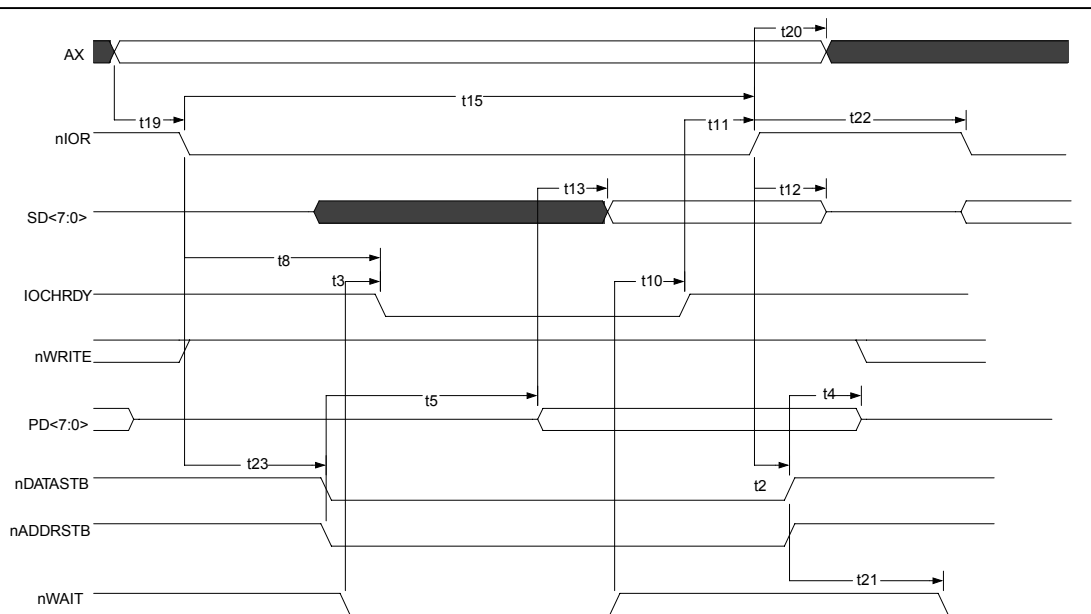 t20
AX
t15
t19
t11
t22
nIOR
t13
t12
SD<7:0>
t8
t3
t10
IOCHRDY
nWRITE
t5
t4
PD<7:0>
t23
nDATASTB
t2
nADDRSTB
t21
nWAIT